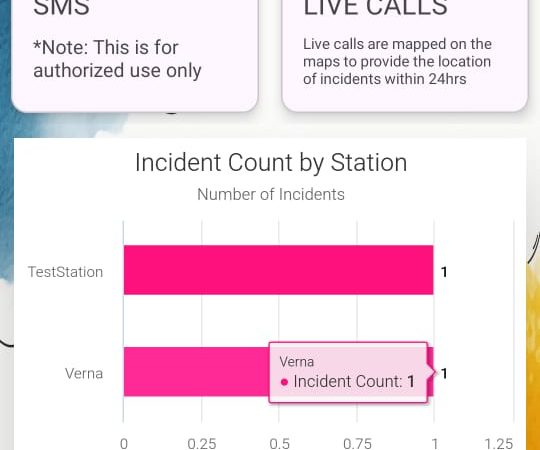 SMS
*Note: This is for
authorized use only
LIVE CALLS
Live calls are mapped on the
maps to provide the location
of incidents within 24hrs
Incident Count by Station
Number of Incidents
TestStation
1
Verna
Verna
● Incident Count: 1
1
0 0.25 0.5 0.75 1 1.25